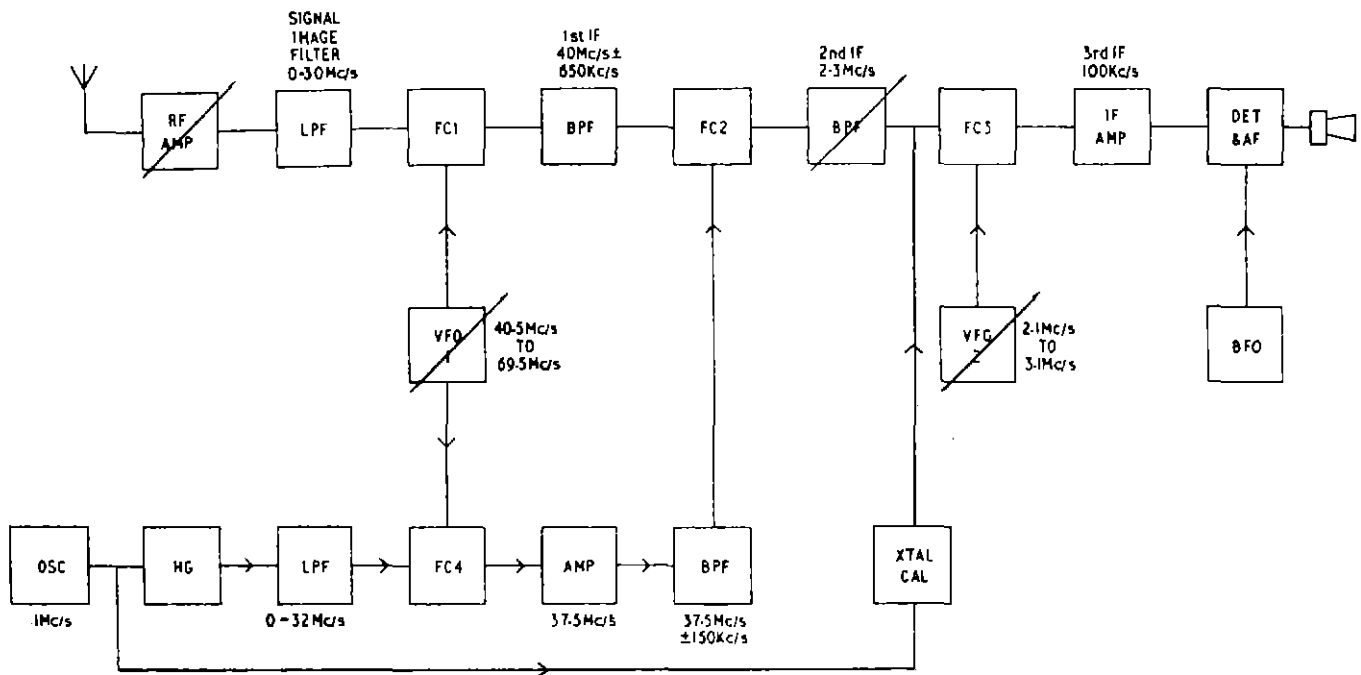 SIGNAL
IMAGE
FILTER
0-30Mc/s
1st IF
40Mc/s±
650Kc/s
2nd IF
2-3Mc/s
3rd IF
100Kc/s
RF
AMP
LPF
FC1
BPF
FC2
BPF
FC3
IF
AMP
DET
&AF
VFO
1
40·5Mc/s
TO
69·5Mc/s
VFO
2
2·1Mc/s
TO
3·1Mc/s
BFO
OSC
HG
LPF
FC4
AMP
BPF
XTAL
CAL
1Mc/s
0-32Mc/s
37·5Mc/s
37·5Mc/s
±150Kc/s